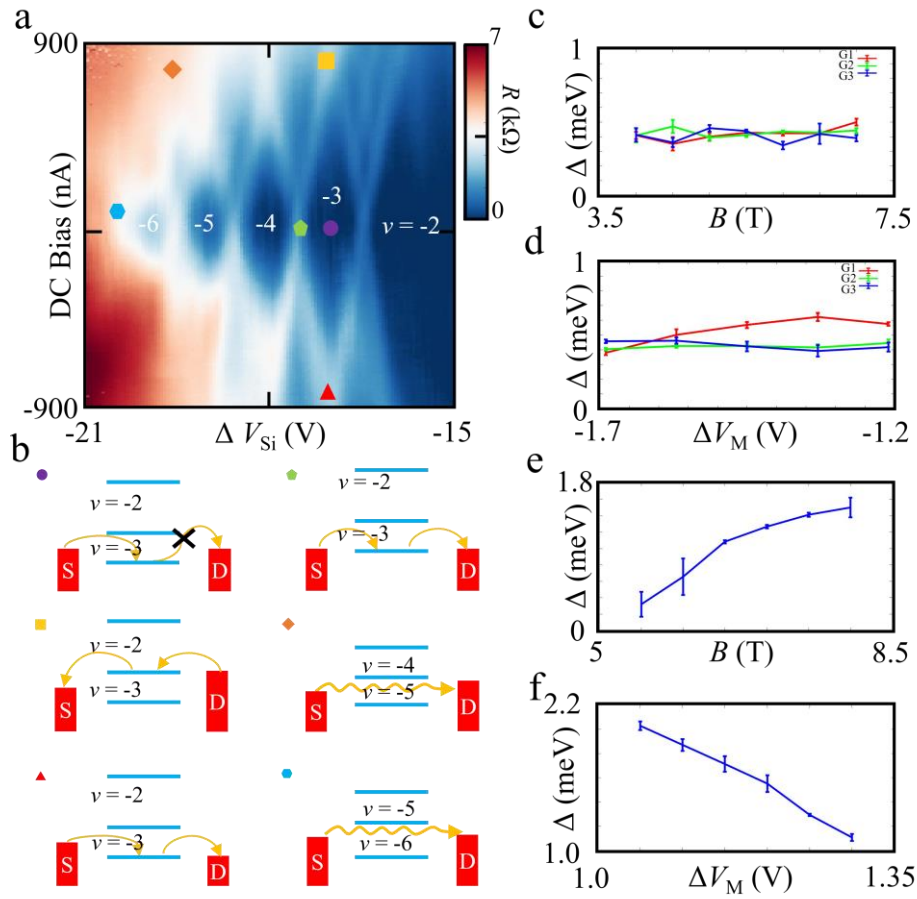 a
900
-900
DC Bias (nA)
-6
-5
-4
-3
ν = -2
-21
Δ V_Si (V)
-15
7
R (kΩ)
0
b
ν = -2
ν = -3
S
D
ν = -2
ν = -3
S
D
ν = -2
ν = -3
S
D
ν = -4
ν = -5
S
D
ν = -2
ν = -3
S
D
ν = -5
ν = -6
S
D
c
1
Δ (meV)
0
G1
G2
G3
3.5
B (T)
7.5
d
1
Δ (meV)
0
G1
G2
G3
-1.7
ΔV_M (V)
-1.2
e
1.8
Δ (meV)
0
5
B (T)
8.5
f
2.2
Δ (meV)
1.0
1.0
ΔV_M (V)
1.35